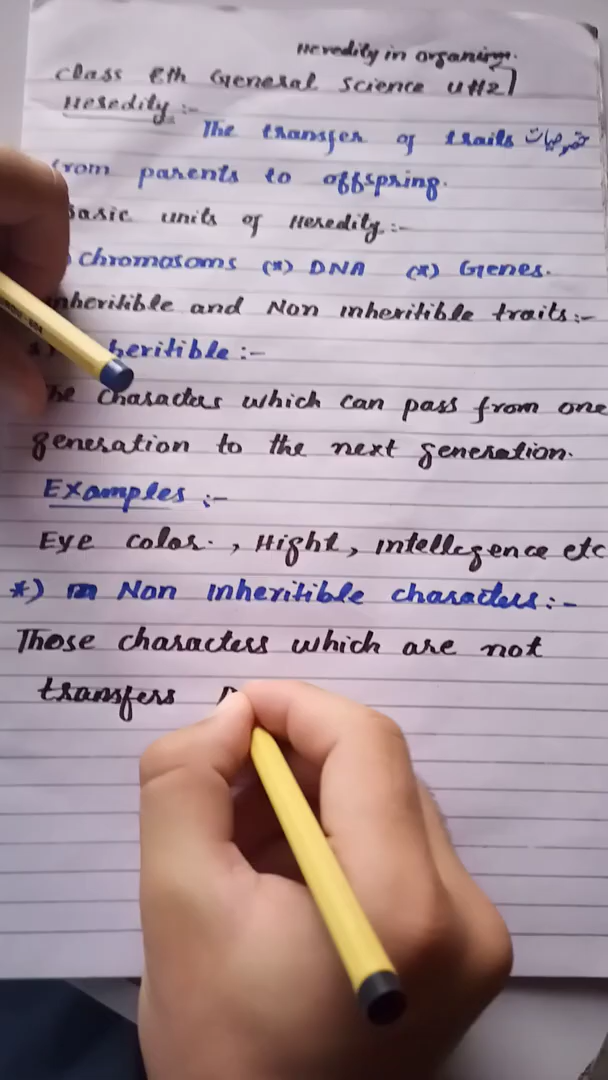 Heredity in organism.
Class 8th General Science U#2
Heredity :-
The transfer of traits خصوصیات
from parents to offspring.
Basic units of Heredity :-
Chromosoms (*) DNA (*) Genes.
inheritible and Non inheritible traits :-
heritible :-
The Characters which can pass from one
generation to the next generation.
Examples :-
Eye color. , Hight, intellegence etc
*) Non inheritible characters :-
Those characters which are not
transfers